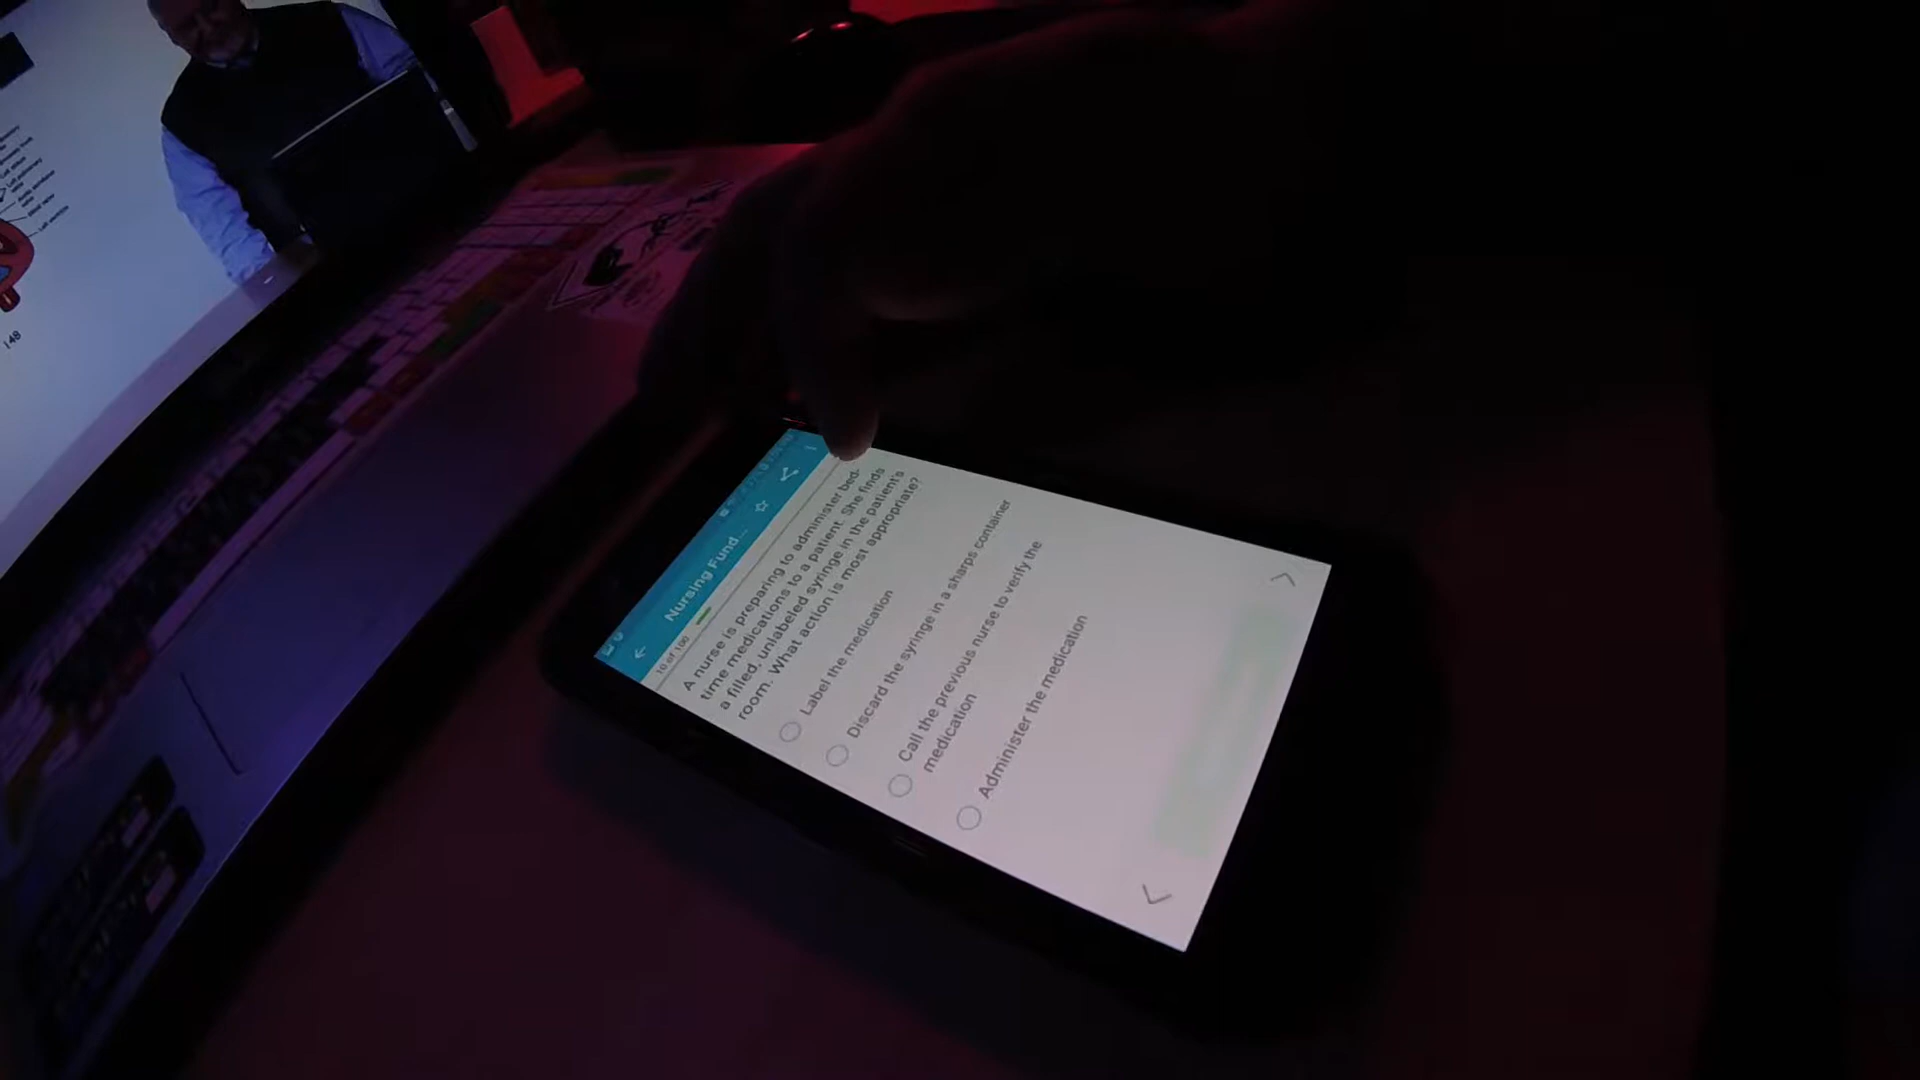 Nursing Fund...
10 of 100
A nurse is preparing to administer bed-
time medications to a patient. She finds
a filled, unlabeled syringe in the patient's
room. What action is most appropriate?
Label the medication
Discard the syringe in a sharps container
Call the previous nurse to verify the
medication
Administer the medication
148